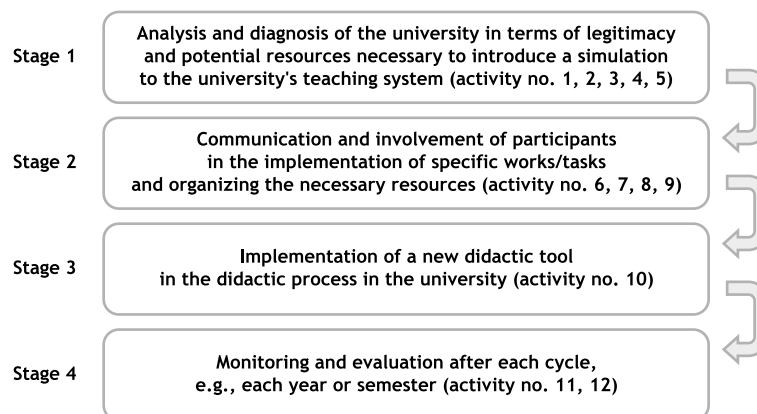 Stage 1
Analysis and diagnosis of the university in terms of legitimacy
and potential resources necessary to introduce a simulation
to the university's teaching system (activity no. 1, 2, 3, 4, 5)
Stage 2
Communication and involvement of participants
in the implementation of specific works/tasks
and organizing the necessary resources (activity no. 6, 7, 8, 9)
Stage 3
Implementation of a new didactic tool
in the didactic process in the university (activity no. 10)
Stage 4
Monitoring and evaluation after each cycle,
e.g., each year or semester (activity no. 11, 12)